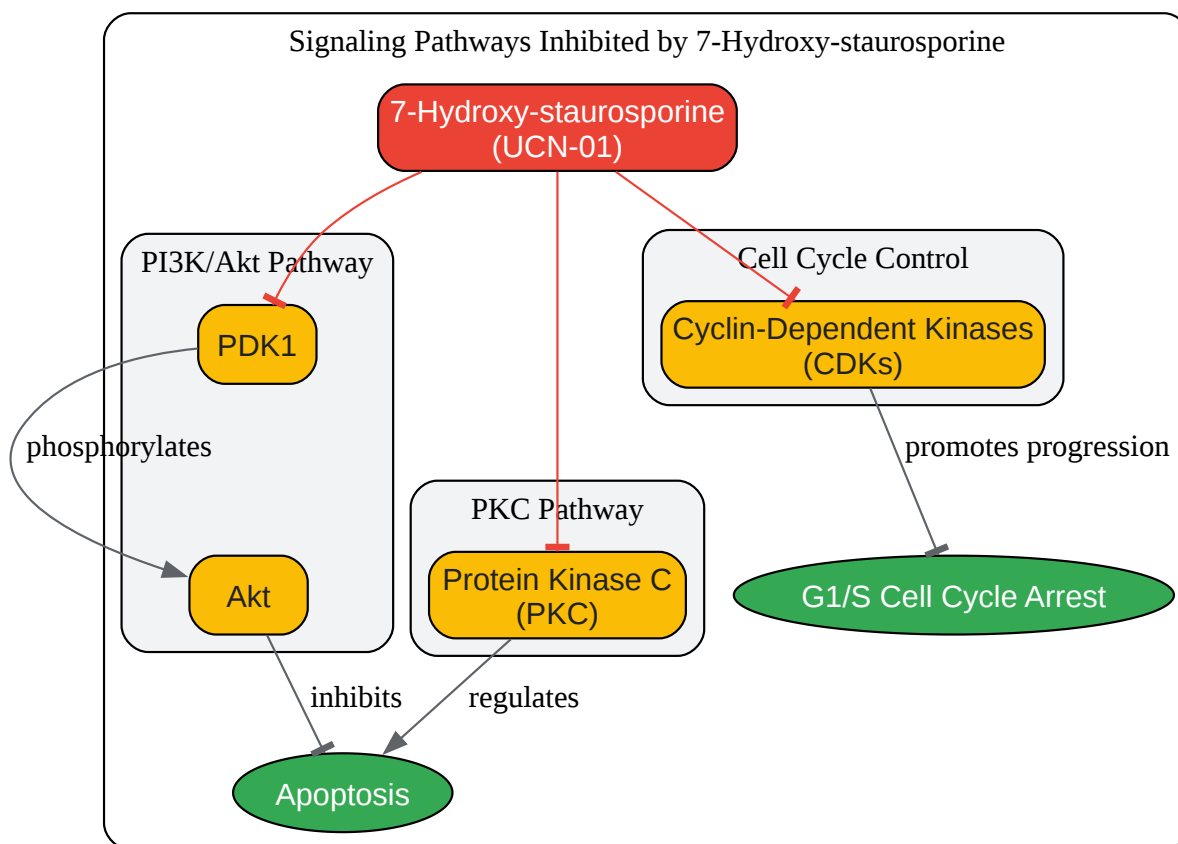 Signaling Pathways Inhibited by 7-Hydroxy-staurosporine
7-Hydroxy-staurosporine
(UCN-01)
PI3K/Akt Pathway
PDK1
phosphorylates
Akt
inhibits
PKC Pathway
Protein Kinase C
(PKC)
regulates
Apoptosis
Cell Cycle Control
Cyclin-Dependent Kinases
(CDKs)
promotes progression
G1/S Cell Cycle Arrest